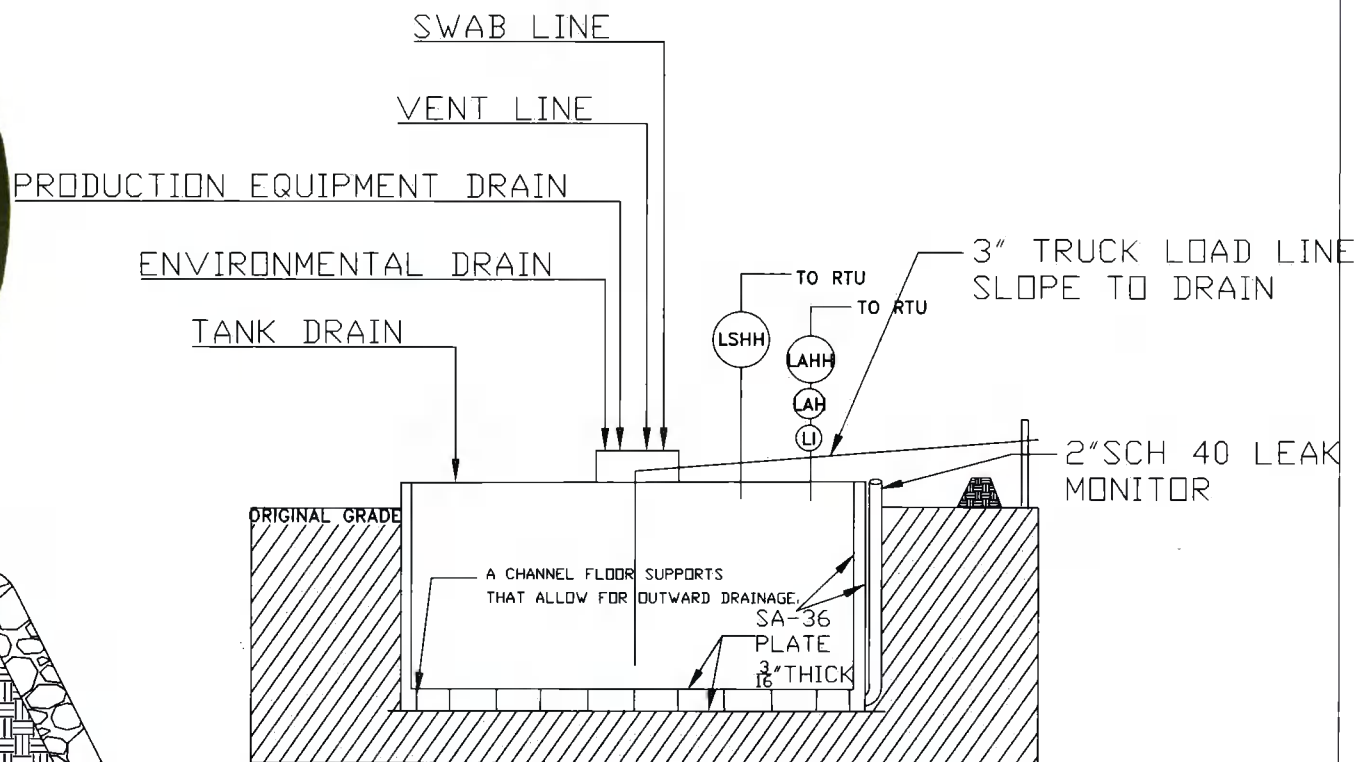 SWAB LINE
VENT LINE
PRODUCTION EQUIPMENT DRAIN
ENVIRONMENTAL DRAIN
TANK DRAIN
3" TRUCK LOAD LINE
SLOPE TO DRAIN
TO RTU
TO RTU
LSHH
LAHH
LAH
LI
2"SCH 40 LEAK
MONITOR
ORIGINAL GRADE
A CHANNEL FLOOR SUPPORTS
THAT ALLOW FOR OUTWARD DRAINAGE.
SA-36
PLATE
3/16"THICK